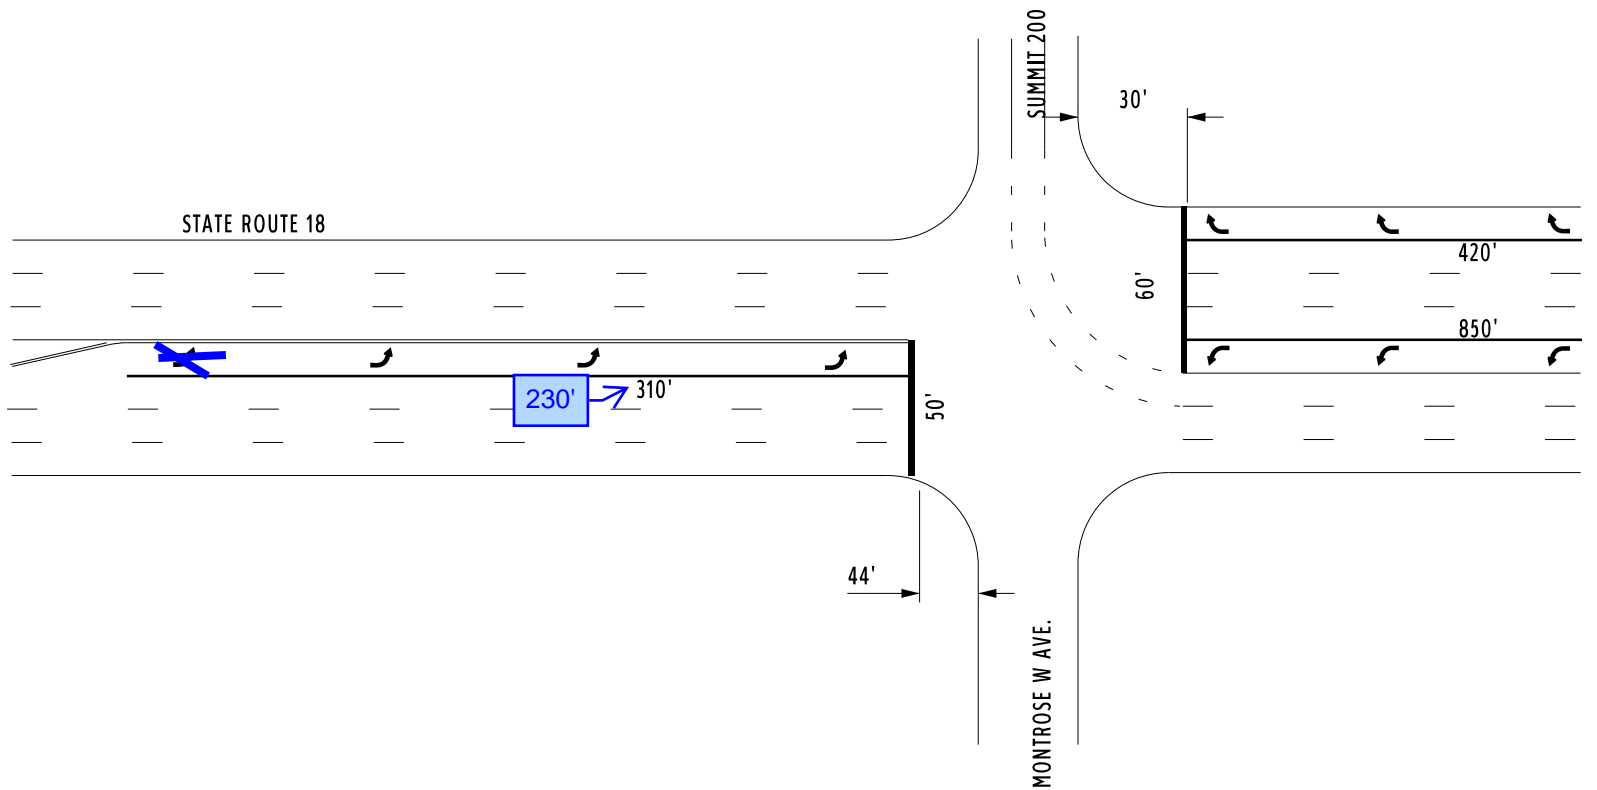 SUMMIT 200
30'
STATE ROUTE 18
420'
60'
850'
310'
230'
50'
44'
MONTROSE W AVE.